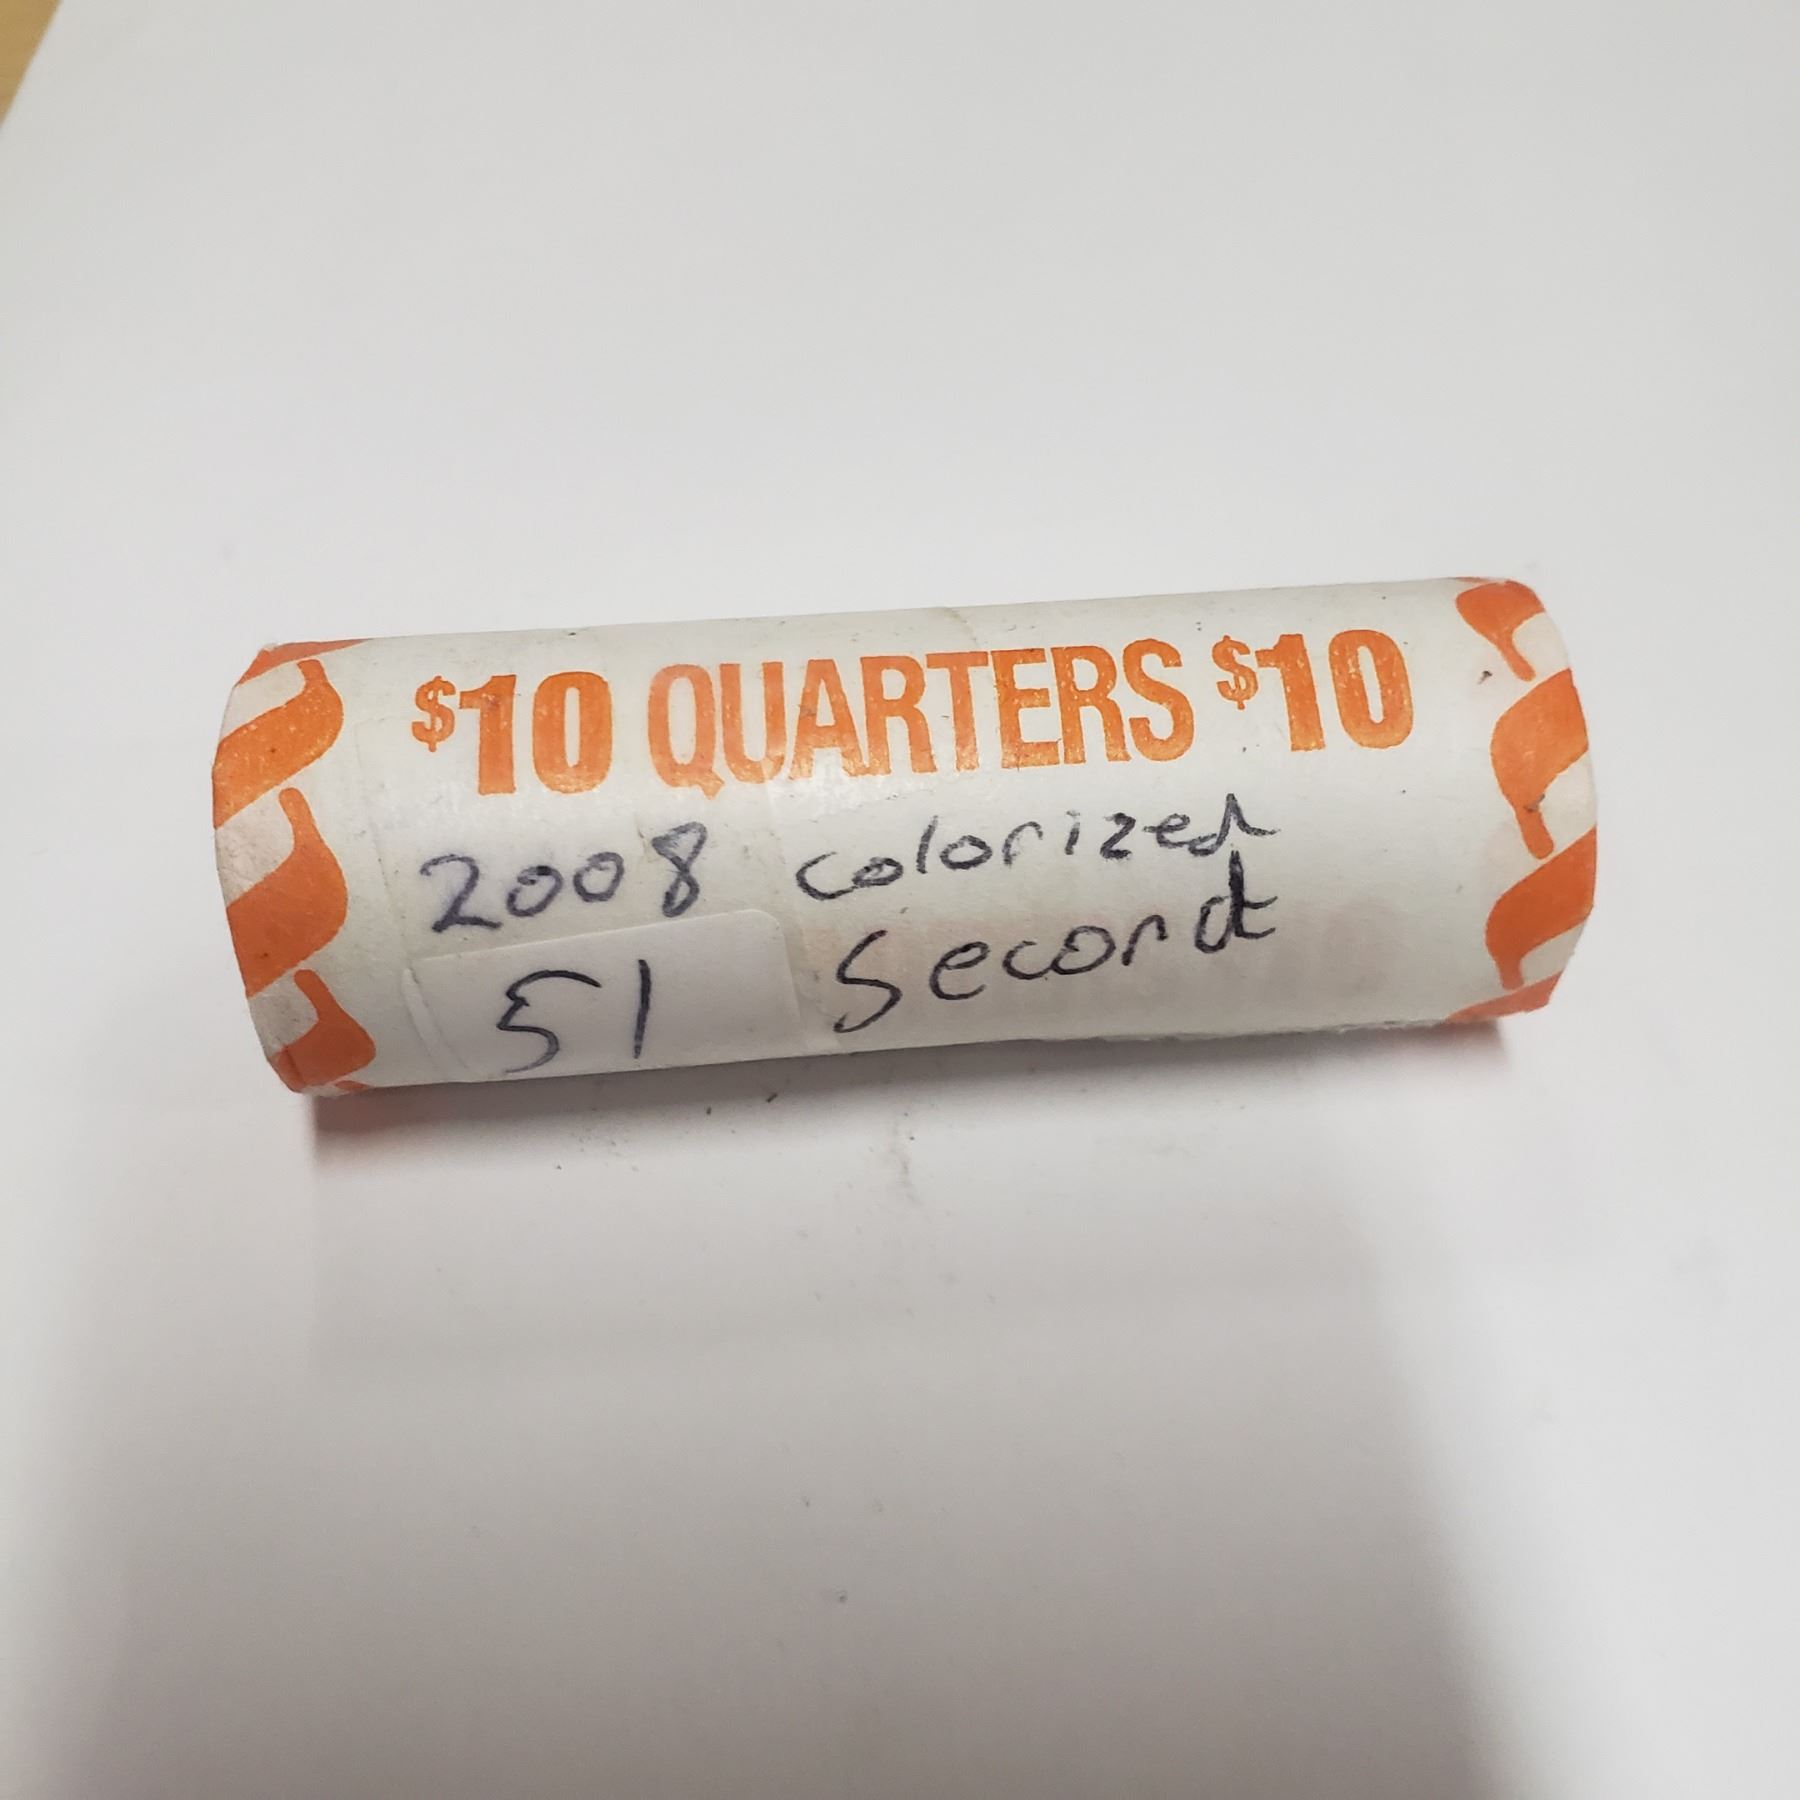 $10 QUARTERS $10
2008 colorized
51 Second